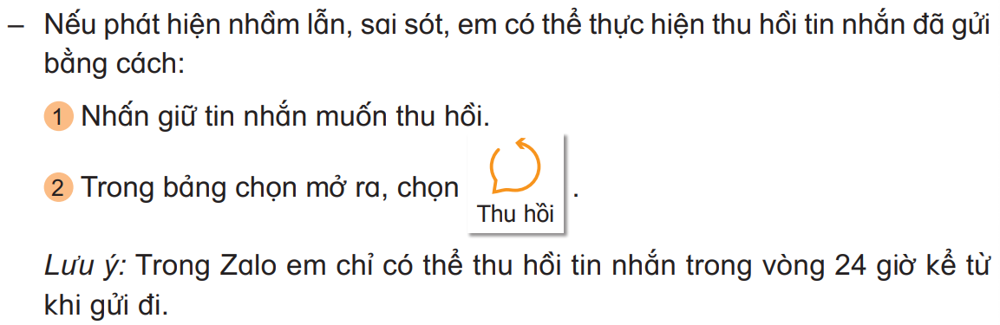 – Nếu phát hiện nhầm lẫn, sai sót, em có thể thực hiện thu hồi tin nhắn đã gửi
bằng cách:
1 Nhấn giữ tin nhắn muốn thu hồi.
2 Trong bảng chọn mở ra, chọn Thu hồi .
Lưu ý: Trong Zalo em chỉ có thể thu hồi tin nhắn trong vòng 24 giờ kể từ
khi gửi đi.